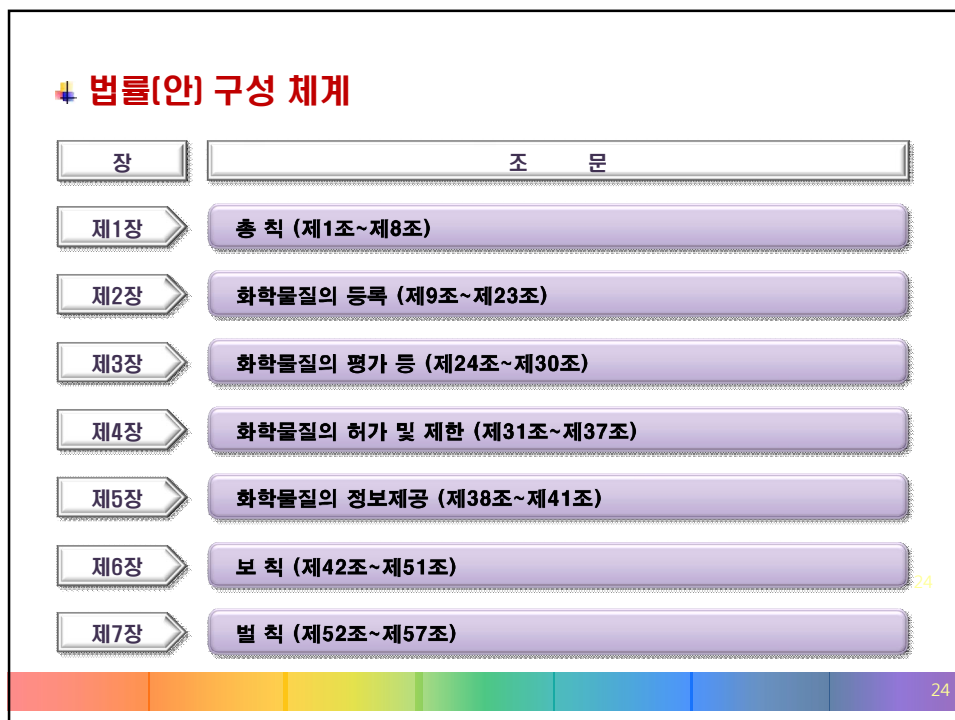 법률(안) 구성 체계
장 조 문
제1장 총 칙 (제1조~제8조)
제2장 화학물질의 등록 (제9조~제23조)
제3장 화학물질의 평가 등 (제24조~제30조)
제4장 화학물질의 허가 및 제한 (제31조~제37조)
제5장 화학물질의 정보제공 (제38조~제41조)
제6장 보 칙 (제42조~제51조)
24
제7장 벌 칙 (제52조~제57조)
24